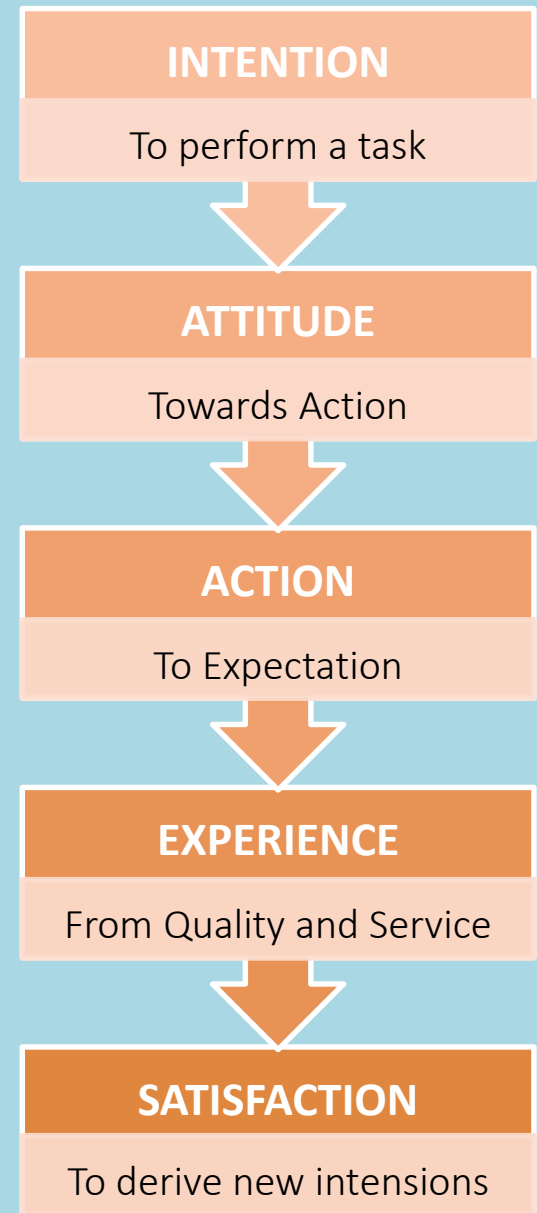 INTENTION
To perform a task
ATTITUDE
Towards Action
ACTION
To Expectation
EXPERIENCE
From Quality and Service
SATISFACTION
To derive new intensions